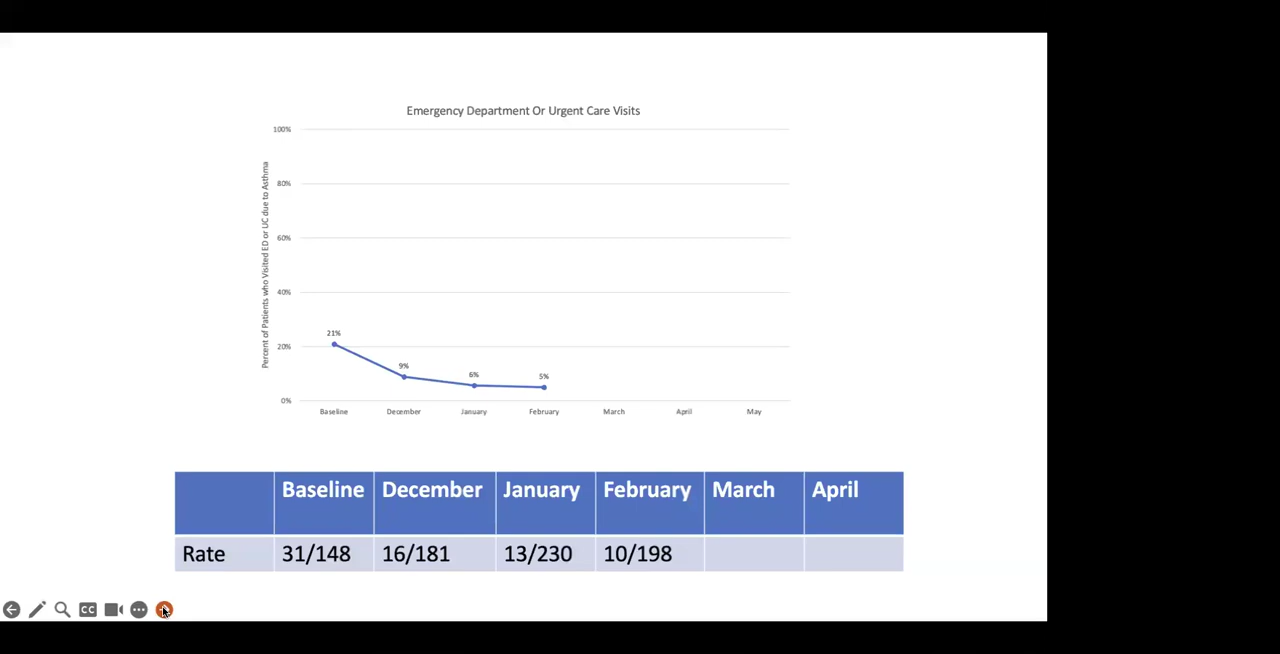 Emergency Department Or Urgent Care Visits
Percent of Patients who Visited ED or UC due to Asthma
100%
80%
60%
40%
20%
0%
21%
9%
6%
5%
Baseline December January February March April May
Baseline December January February March April
Rate 31/148 16/181 13/230 10/198
CC